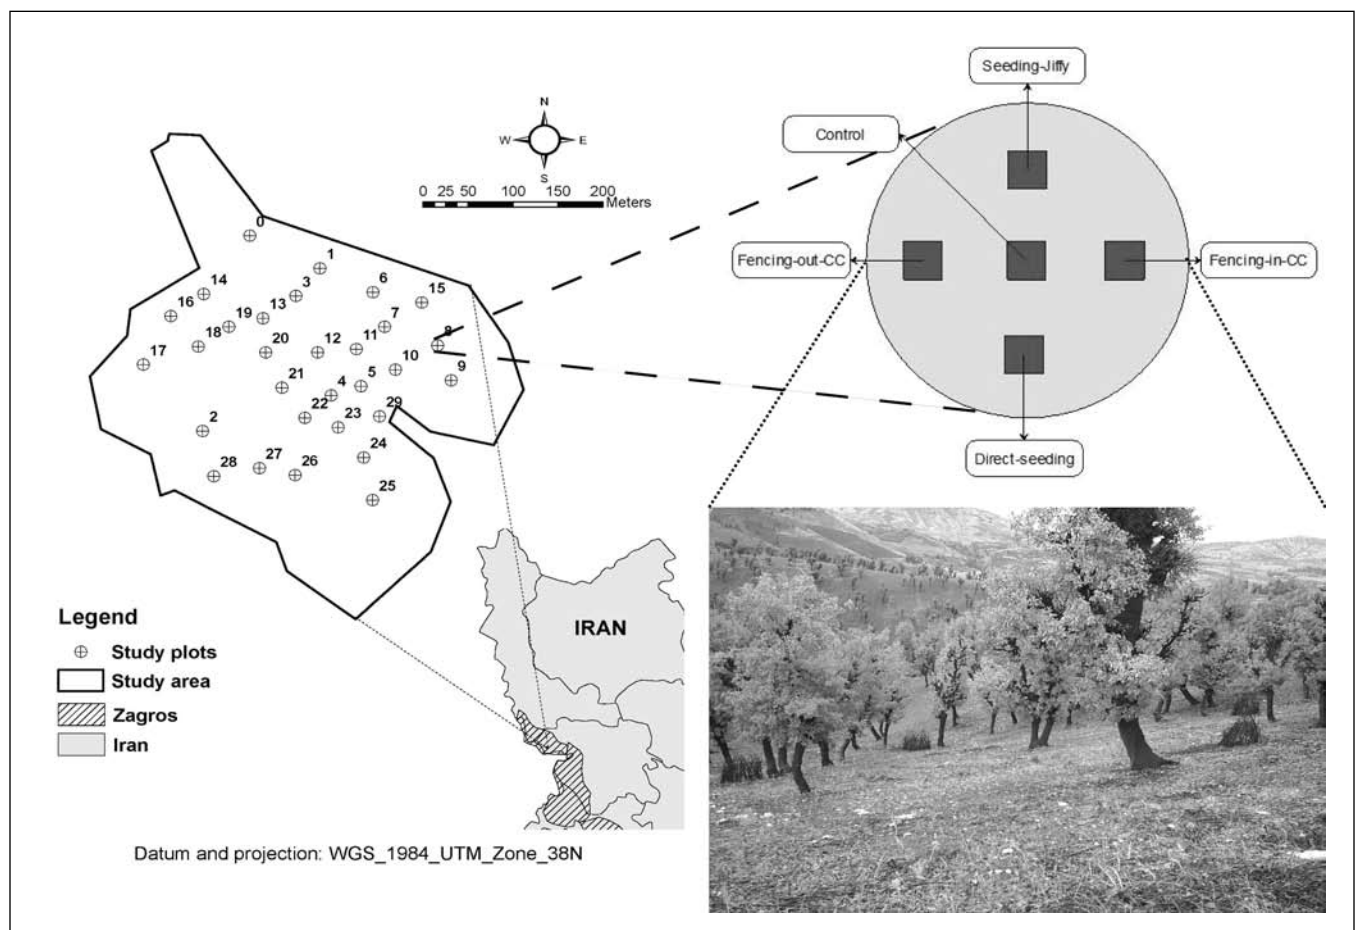 Seeding-Jiffy
Control
Fencing-out-CC
Fencing-in-CC
Direct-seeding
N
W E
S
0 25 50 100 150 200
Meters
0
1
3
6
15
14
16
13
19
18
17
20
12
11
7
8
10
9
21
4
5
22
23
29
2
24
27
26
28
25
IRAN
Legend
Study plots
Study area
Zagros
Iran
Datum and projection: WGS_1984_UTM_Zone_38N